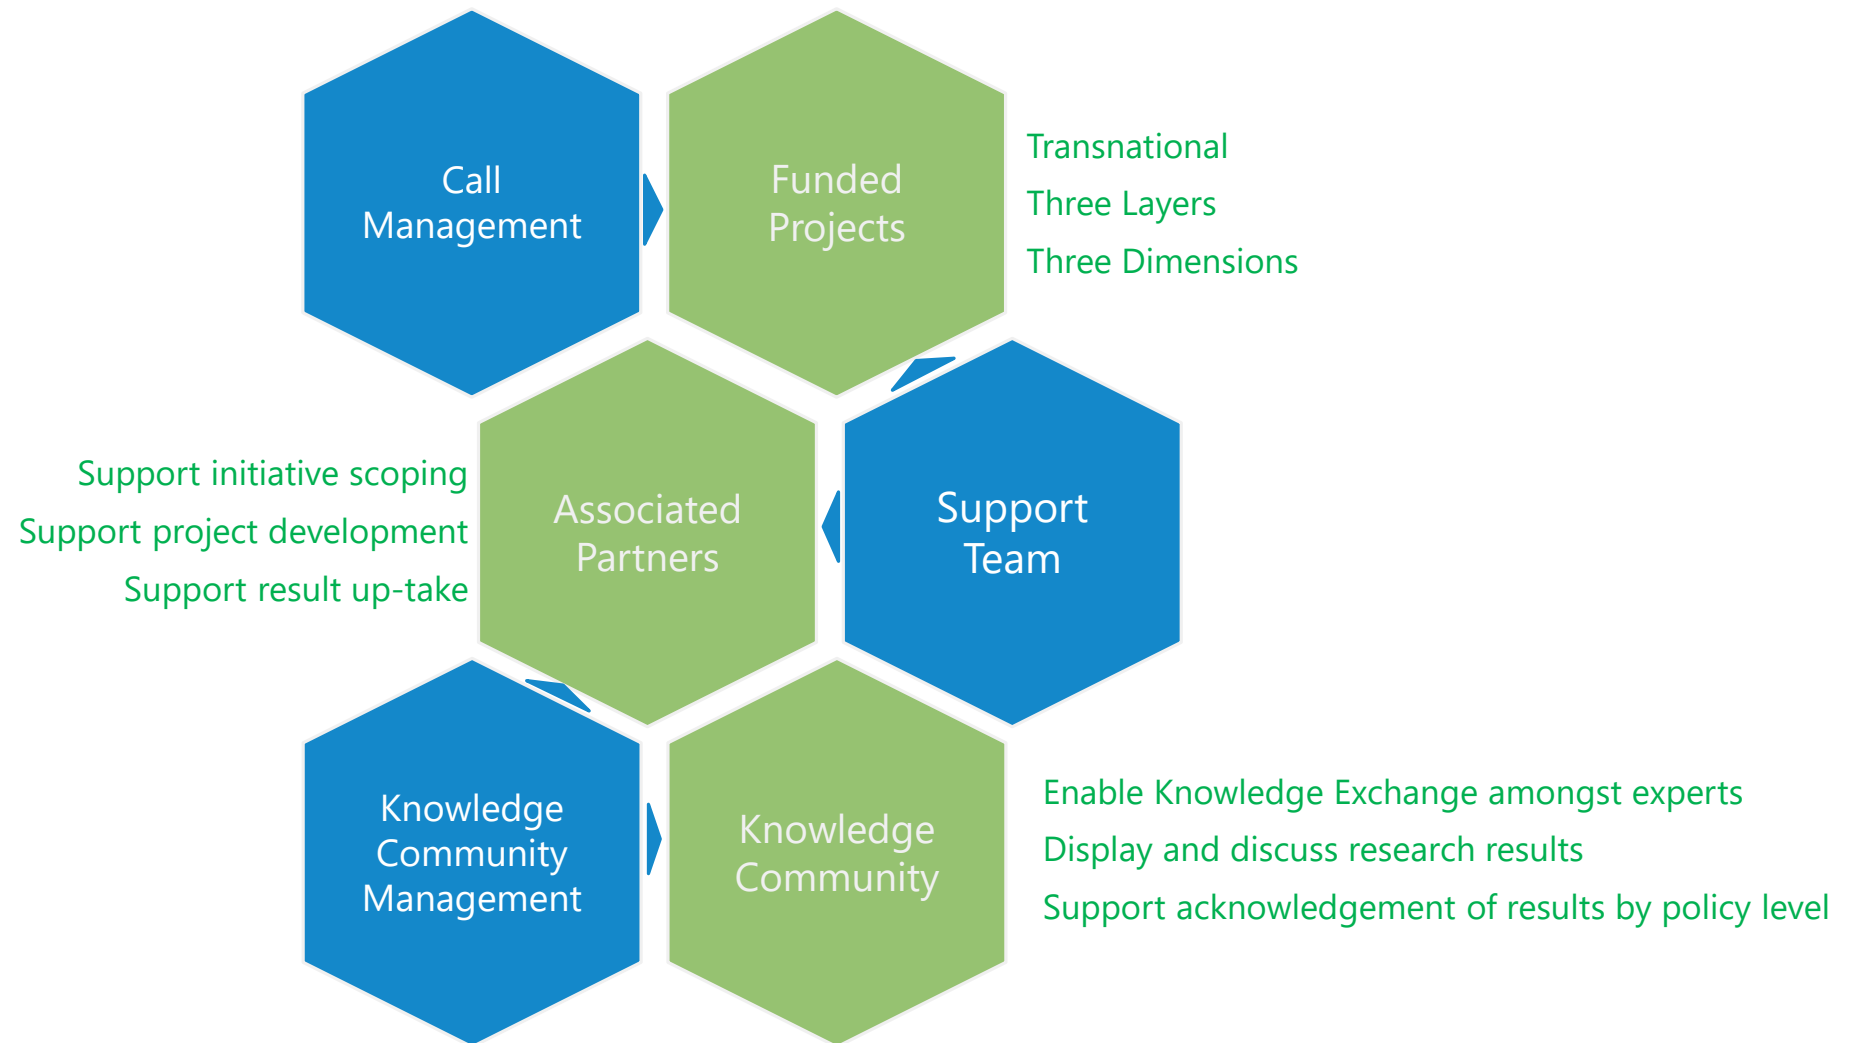 Call
Management
Funded
Projects
Transnational
Three Layers
Three Dimensions
Support initiative scoping
Support project development
Support result up-take
Associated
Partners
Support
Team
Knowledge
Community
Management
Knowledge
Community
Enable Knowledge Exchange amongst experts
Display and discuss research results
Support acknowledgement of results by policy level